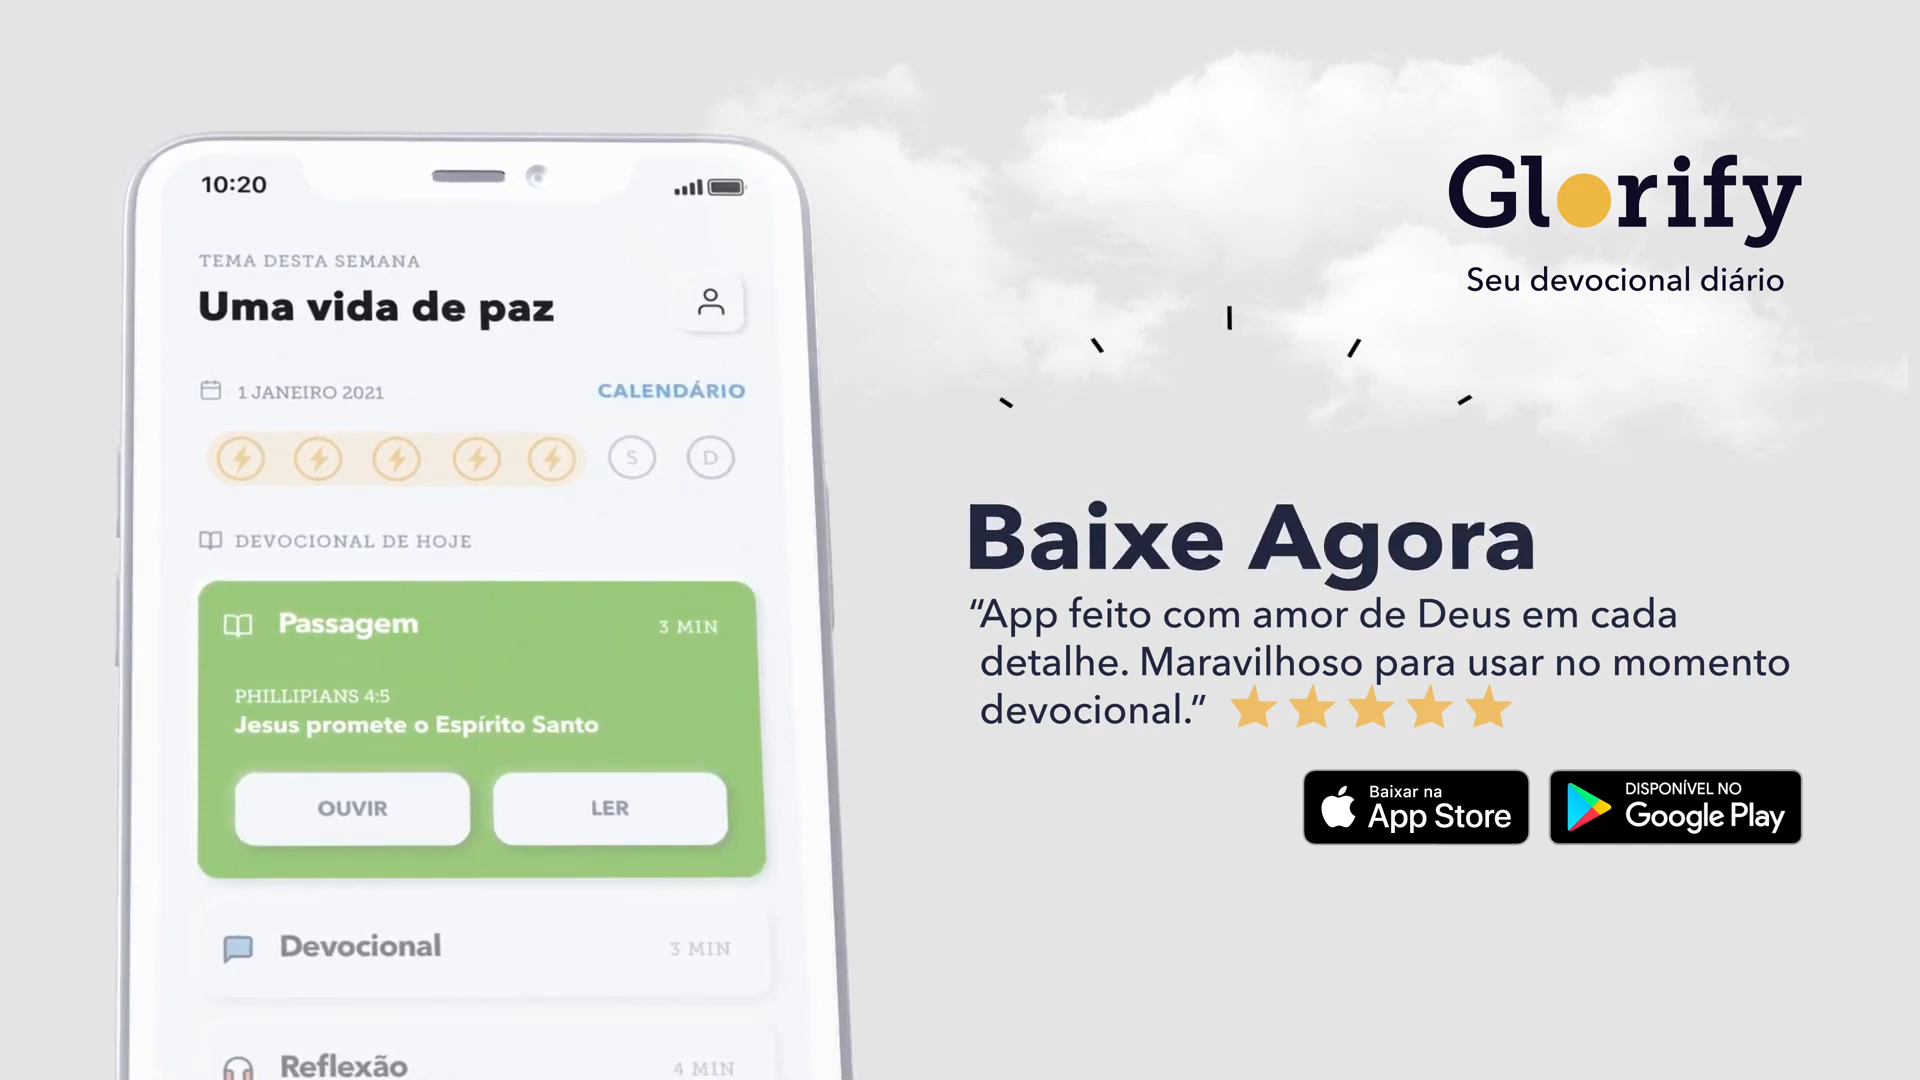 10:20
TEMA DESTA SEMANA
Uma vida de paz
1 JANEIRO 2021
CALENDÁRIO
S
D
DEVOCIONAL DE HOJE
Passagem
3 MIN
PHILLIPIANS 4:5
Jesus promete o Espírito Santo
OUVIR
LER
Devocional
3 MIN
Reflexão
4 MIN
Glorify
Seu devocional diário
Baixe Agora
“App feito com amor de Deus em cada
detalhe. Maravilhoso para usar no momento
devocional.”
Baixar na
App Store
DISPONÍVEL NO
Google Play